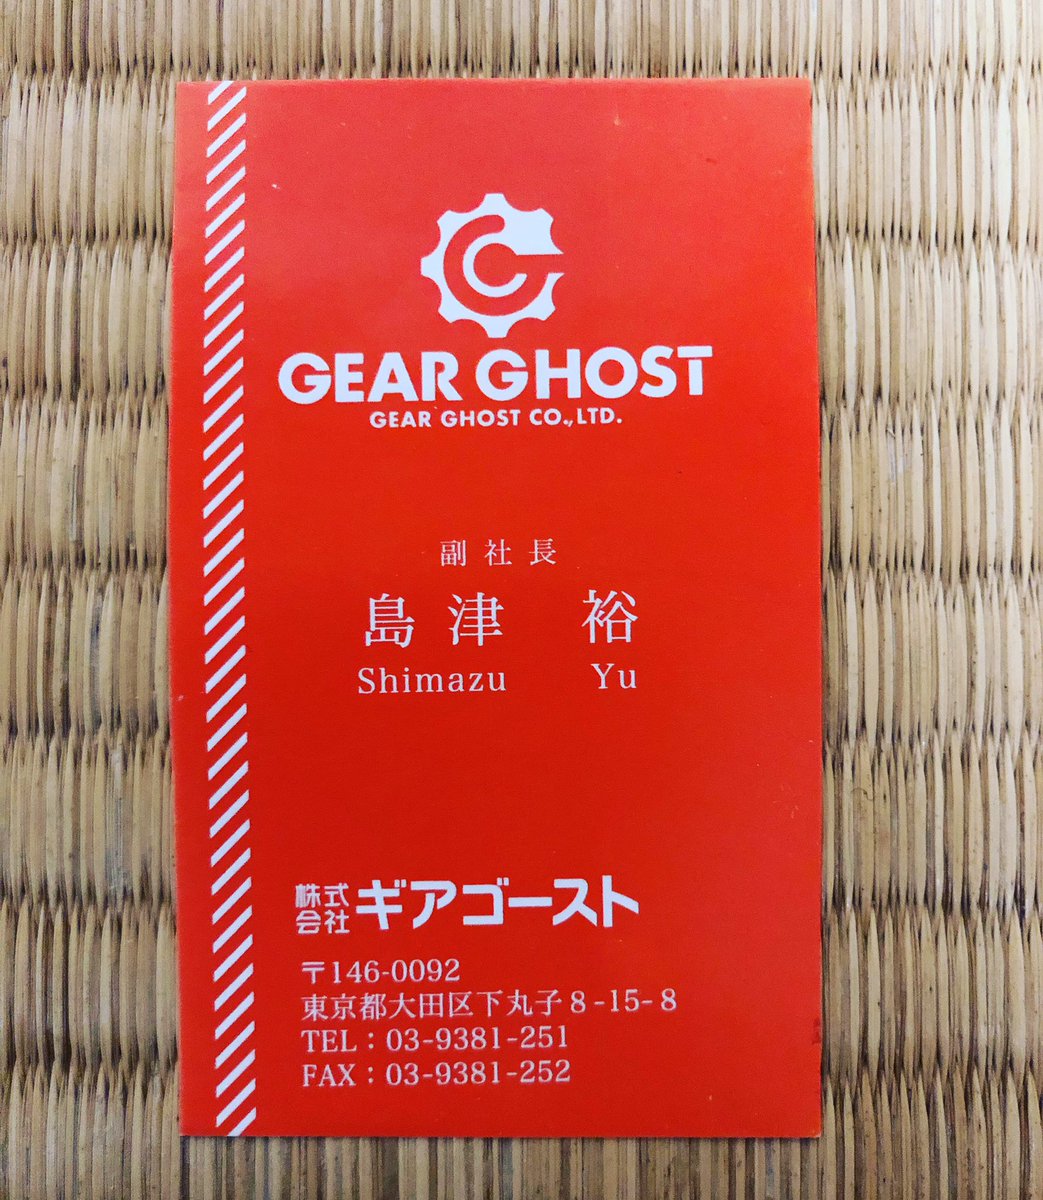 GEAR GHOST
GEAR GHOST CO.,LTD.
副社長
島津 裕
Shimazu Yu
株式会社ギアゴースト
〒146-0092
東京都大田区下丸子8-15-8
TEL：03-9381-251
FAX：03-9381-252